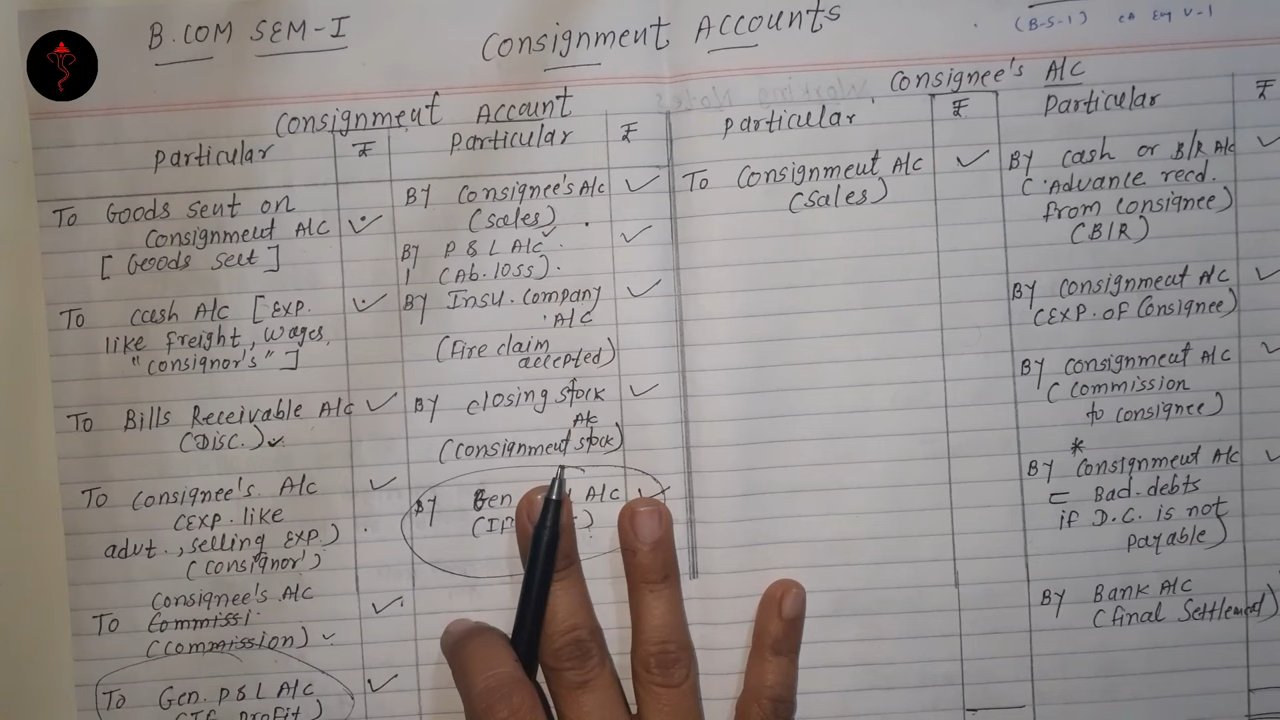 B.COM SEM-I
Consignment Accounts
(B-S-1)
V-1
Consignment Account
Particular ₹ Particular ₹
To Goods sent on
Consignment A/c
[Goods sent]
To cash A/c [Exp.
like freight, wages,
"consignor's"]
To Bills Receivable A/c
(Disc.)
To Consignee's A/c
(Exp. like
advt., selling Exp)
(consignor')
Consignee's A/c
To Commissi
(commission)
To Gen. P&L A/c
profit)
By Consignee's A/c
(sales)
By P & L A/c
(Ab. loss).
By Insu. Company
A/c
(Fire claim
accepted)
By closing stock
A/c
(consignment stock)
By Gen A/c
Consignee's A/c
Particular ₹ Particular ₹
To Consignment A/c
(sales)
By Cash or B/R A/c
(Advance recd.
from Consignee)
(B/R)
By consignment A/c
(Exp. of Consignee)
By consignment A/c
(commission
to consignee)
*
By Consignment A/c
Bad-debts
if D.C. is not
payable)
By Bank A/c
(final Settlement)